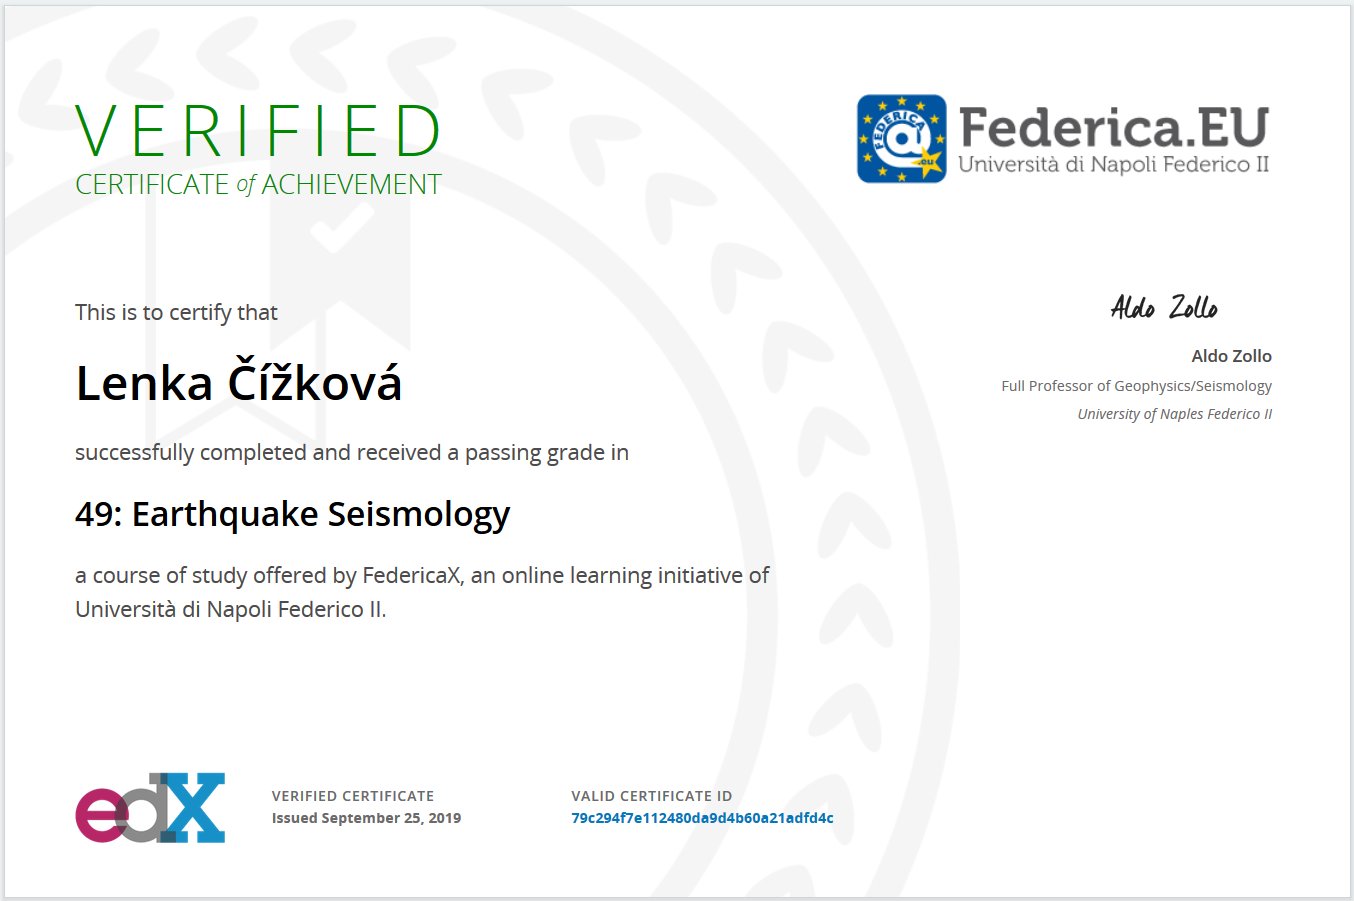 VERIFIED
CERTIFICATE of ACHIEVEMENT
FEDERICA
@
.eu
Federica.EU
Università di Napoli Federico II
This is to certify that
Lenka Čížková
successfully completed and received a passing grade in
49: Earthquake Seismology
a course of study offered by FedericaX, an online learning initiative of
Università di Napoli Federico II.
Aldo Zollo
Aldo Zollo
Full Professor of Geophysics/Seismology
University of Naples Federico II
edX
VERIFIED CERTIFICATE
Issued September 25, 2019
VALID CERTIFICATE ID
79c294f7e112480da9d4b60a21adfd4c